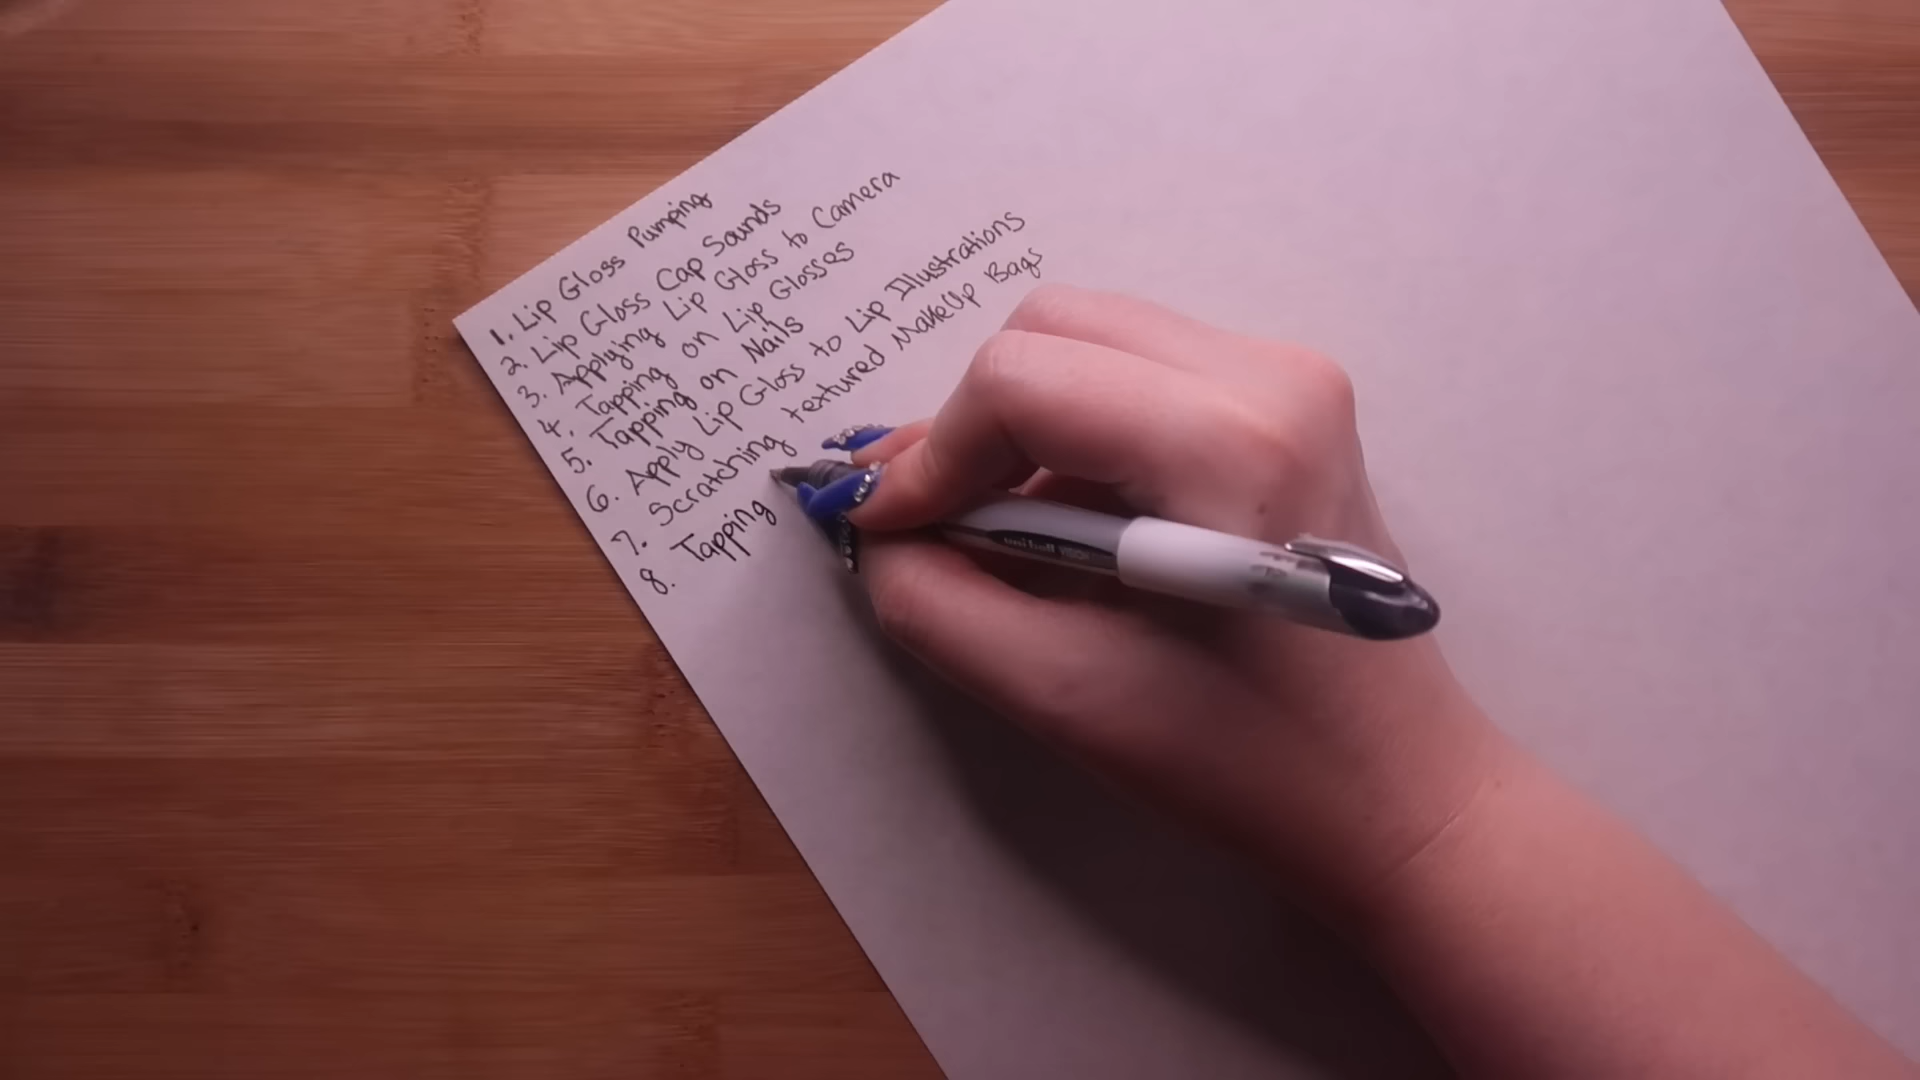 1. Lip Gloss Pumping
2. Lip Gloss Cap Sounds
3. Applying Lip Gloss to Camera
4. Tapping on Lip Glosses
5. Tapping on Nails
6. Apply Lip Gloss to Lip Illustrations
7. Scratching textured MakeUp Bags
8. Tapping